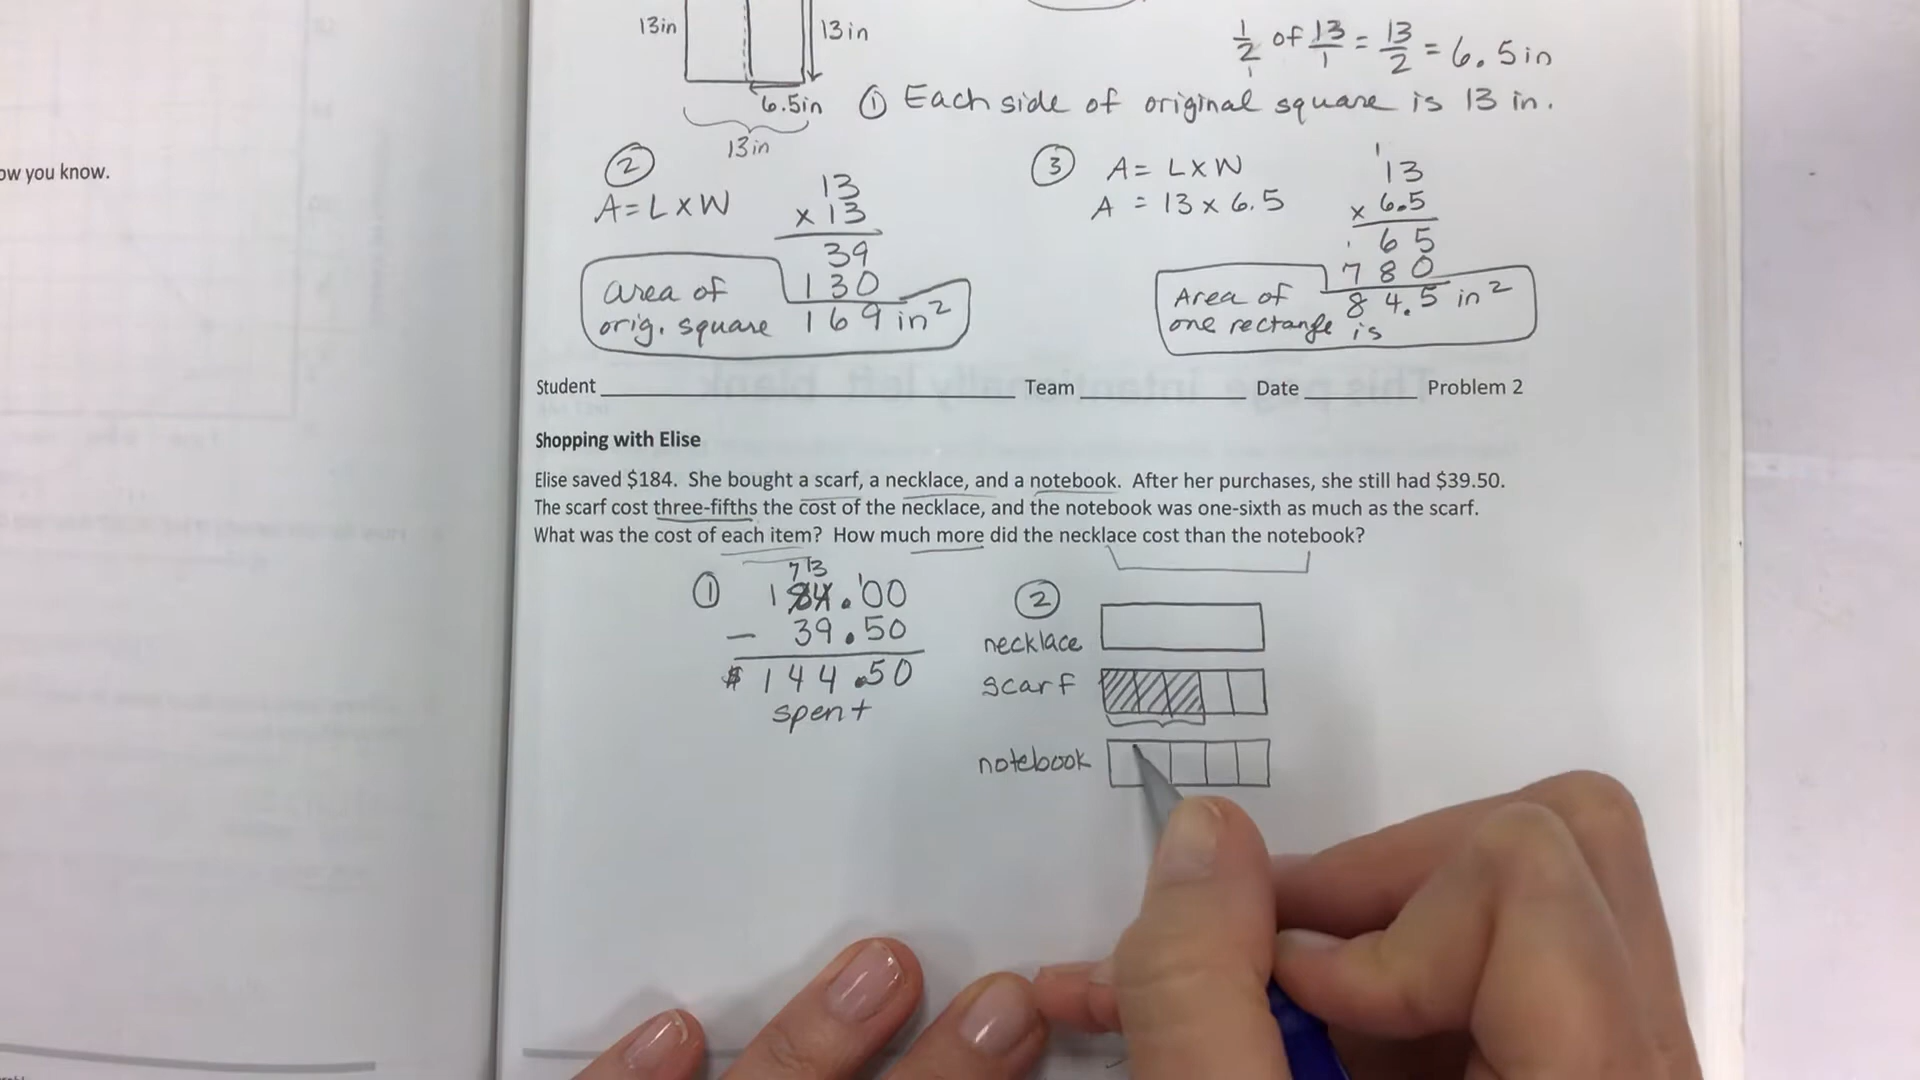 13in
13in
6.5in
13in
1/2 of 13/1 = 13/2 = 6.5in
① Each side of original square is 13 in.
②
A=LXW
13
x 13
39
130
169 in²
area of
orig. square
③ A= LXW
A = 13 x 6.5
1
13
x 6.5
65
780
84.5 in²
Area of
one rectangle is
ow you know.
Student Team Date Problem 2
Shopping with Elise
Elise saved $184. She bought a scarf, a necklace, and a notebook. After her purchases, she still had $39.50.
The scarf cost three-fifths the cost of the necklace, and the notebook was one-sixth as much as the scarf.
What was the cost of each item? How much more did the necklace cost than the notebook?
①
7 13
184.100
- 39.50
$ 144.50
spent
②
necklace
scarf
notebook